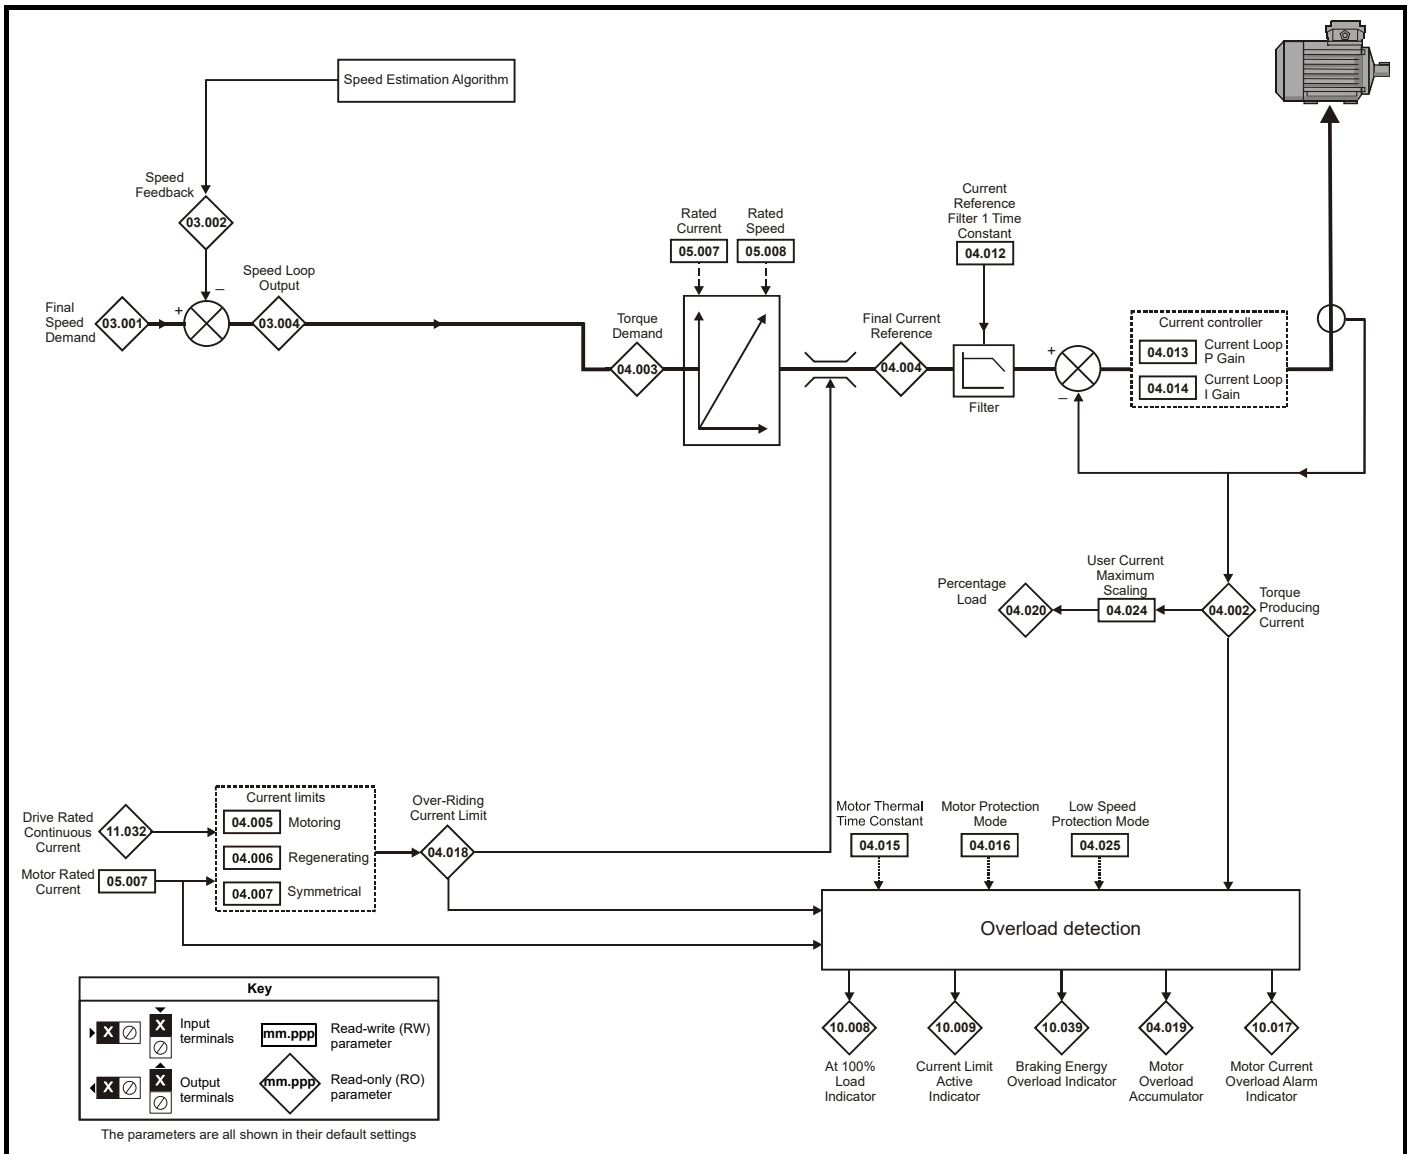 Speed Estimation Algorithm
Speed
Feedback
03.002
Final
Speed
Demand
03.001
+
–
Speed Loop
Output
03.004
Torque
Demand
04.003
Rated
Current
05.007
Rated
Speed
05.008
Final Current
Reference
04.004
Current
Reference
Filter 1 Time
Constant
04.012
Filter
+
–
Current controller
04.013
Current Loop
P Gain
04.014
Current Loop
I Gain
Percentage
Load
04.020
User Current
Maximum
Scaling
04.024
04.002
Torque
Producing
Current
Drive Rated
Continuous
Current
11.032
Motor Rated
Current
05.007
Current limits
04.005 Motoring
04.006 Regenerating
04.007 Symmetrical
Over-Riding
Current Limit
04.018
Motor Thermal
Time Constant
04.015
Motor Protection
Mode
04.016
Low Speed
Protection Mode
04.025
Overload detection
10.008
At 100%
Load
Indicator
10.009
Current Limit
Active
Indicator
10.039
Braking Energy
Overload Indicator
04.019
Motor
Overload
Accumulator
10.017
Motor Current
Overload Alarm
Indicator
Key
X
X
Input
terminals
mm.ppp
Read-write (RW)
parameter
X
X
Output
terminals
mm.ppp
Read-only (RO)
parameter
The parameters are all shown in their default settings